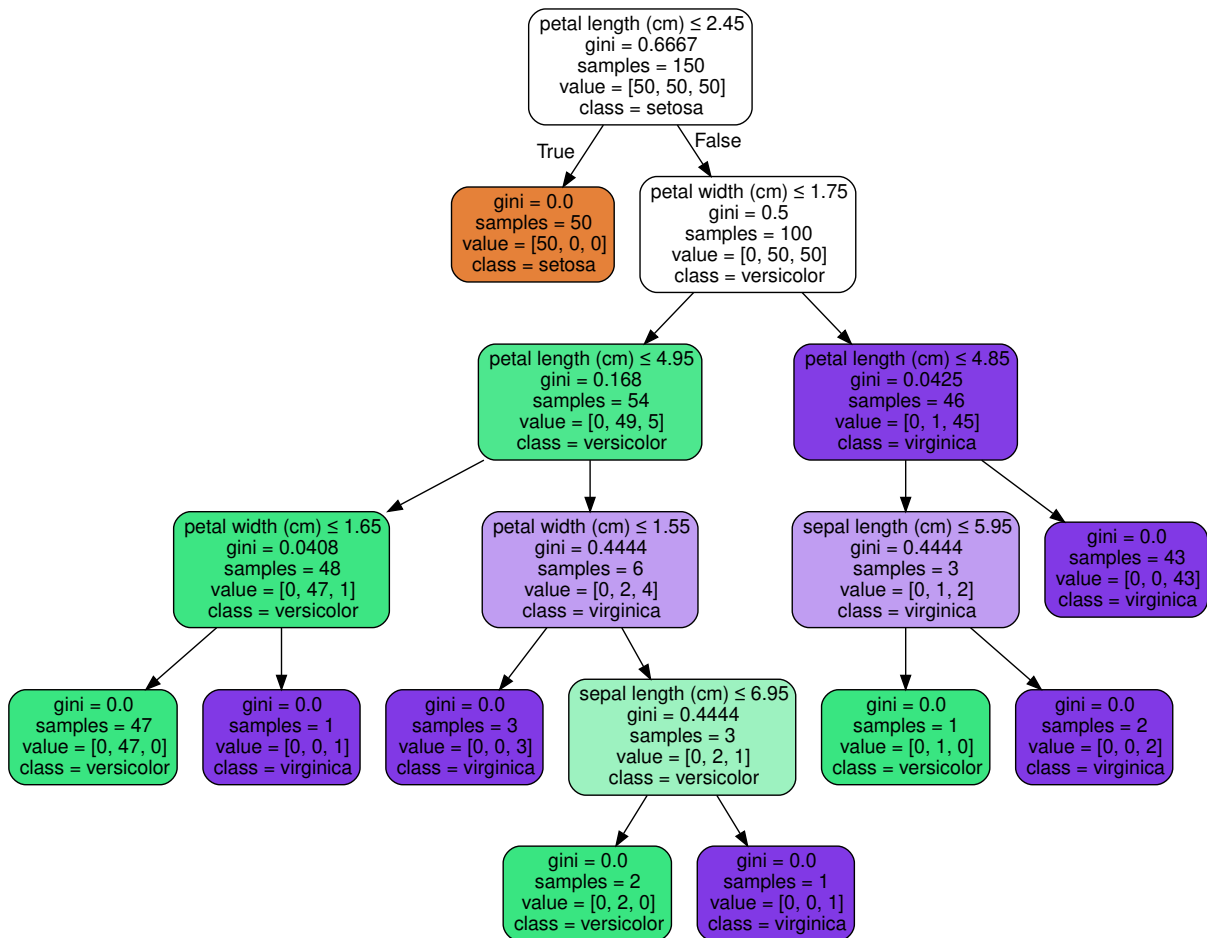 petal length (cm) ≤ 2.45
gini = 0.6667
samples = 150
value = [50, 50, 50]
class = setosa
True
False
gini = 0.0
samples = 50
value = [50, 0, 0]
class = setosa
petal width (cm) ≤ 1.75
gini = 0.5
samples = 100
value = [0, 50, 50]
class = versicolor
petal length (cm) ≤ 4.95
gini = 0.168
samples = 54
value = [0, 49, 5]
class = versicolor
petal length (cm) ≤ 4.85
gini = 0.0425
samples = 46
value = [0, 1, 45]
class = virginica
petal width (cm) ≤ 1.65
gini = 0.0408
samples = 48
value = [0, 47, 1]
class = versicolor
petal width (cm) ≤ 1.55
gini = 0.4444
samples = 6
value = [0, 2, 4]
class = virginica
sepal length (cm) ≤ 5.95
gini = 0.4444
samples = 3
value = [0, 1, 2]
class = virginica
gini = 0.0
samples = 43
value = [0, 0, 43]
class = virginica
gini = 0.0
samples = 47
value = [0, 47, 0]
class = versicolor
gini = 0.0
samples = 1
value = [0, 0, 1]
class = virginica
gini = 0.0
samples = 3
value = [0, 0, 3]
class = virginica
sepal length (cm) ≤ 6.95
gini = 0.4444
samples = 3
value = [0, 2, 1]
class = versicolor
gini = 0.0
samples = 1
value = [0, 1, 0]
class = versicolor
gini = 0.0
samples = 2
value = [0, 0, 2]
class = virginica
gini = 0.0
samples = 2
value = [0, 2, 0]
class = versicolor
gini = 0.0
samples = 1
value = [0, 0, 1]
class = virginica